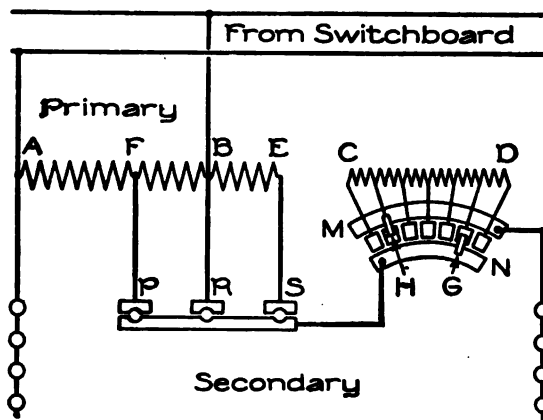 From Switchboard
Primary
A F B E
C D
M
N
H G
P R S
Secondary